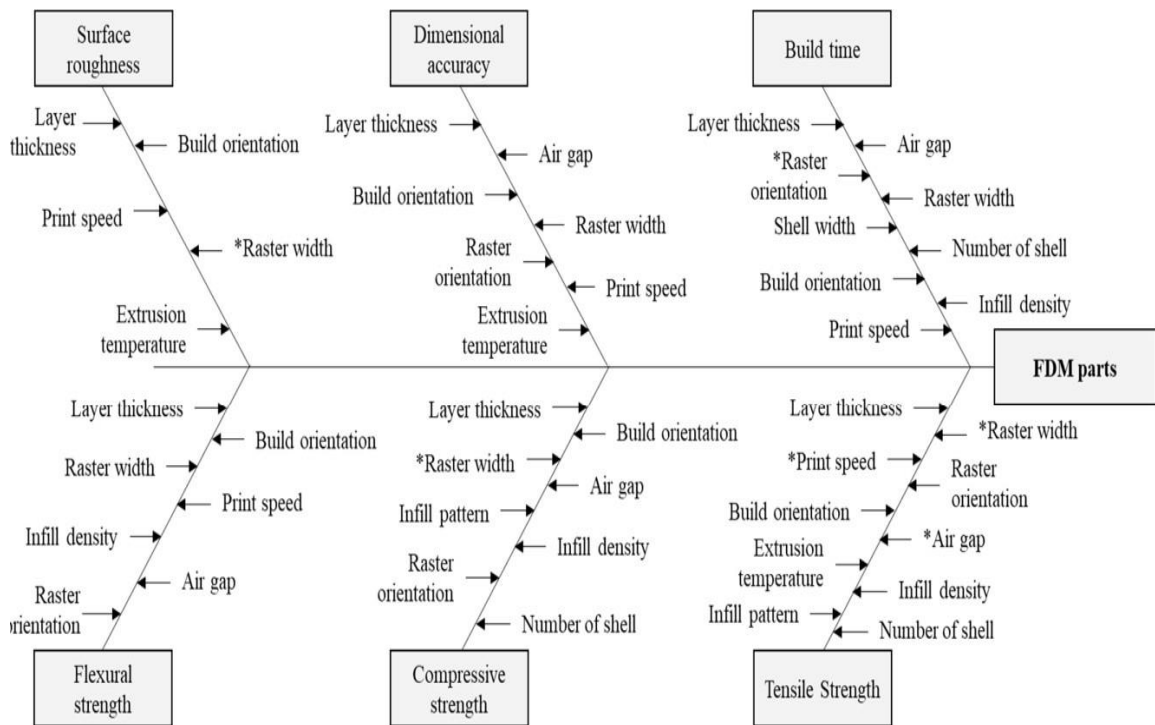 Surface
roughness
Layer
thickness
Build orientation
Print speed
*Raster width
Extrusion
temperature
Dimensional
accuracy
Layer thickness
Air gap
Build orientation
Raster width
Raster
orientation
Print speed
Extrusion
temperature
Build time
Layer thickness
Air gap
*Raster
orientation
Raster width
Shell width
Number of shell
Build orientation
Infill density
Print speed
FDM parts
Layer thickness
Build orientation
Raster width
Print speed
Infill density
Air gap
Raster
orientation
Flexural
strength
Layer thickness
Build orientation
*Raster width
Air gap
Infill pattern
Infill density
Raster
orientation
Number of shell
Compressive
strength
Layer thickness
*Raster width
*Print speed
Raster
orientation
Build orientation
*Air gap
Extrusion
temperature
Infill density
Infill pattern
Number of shell
Tensile Strength